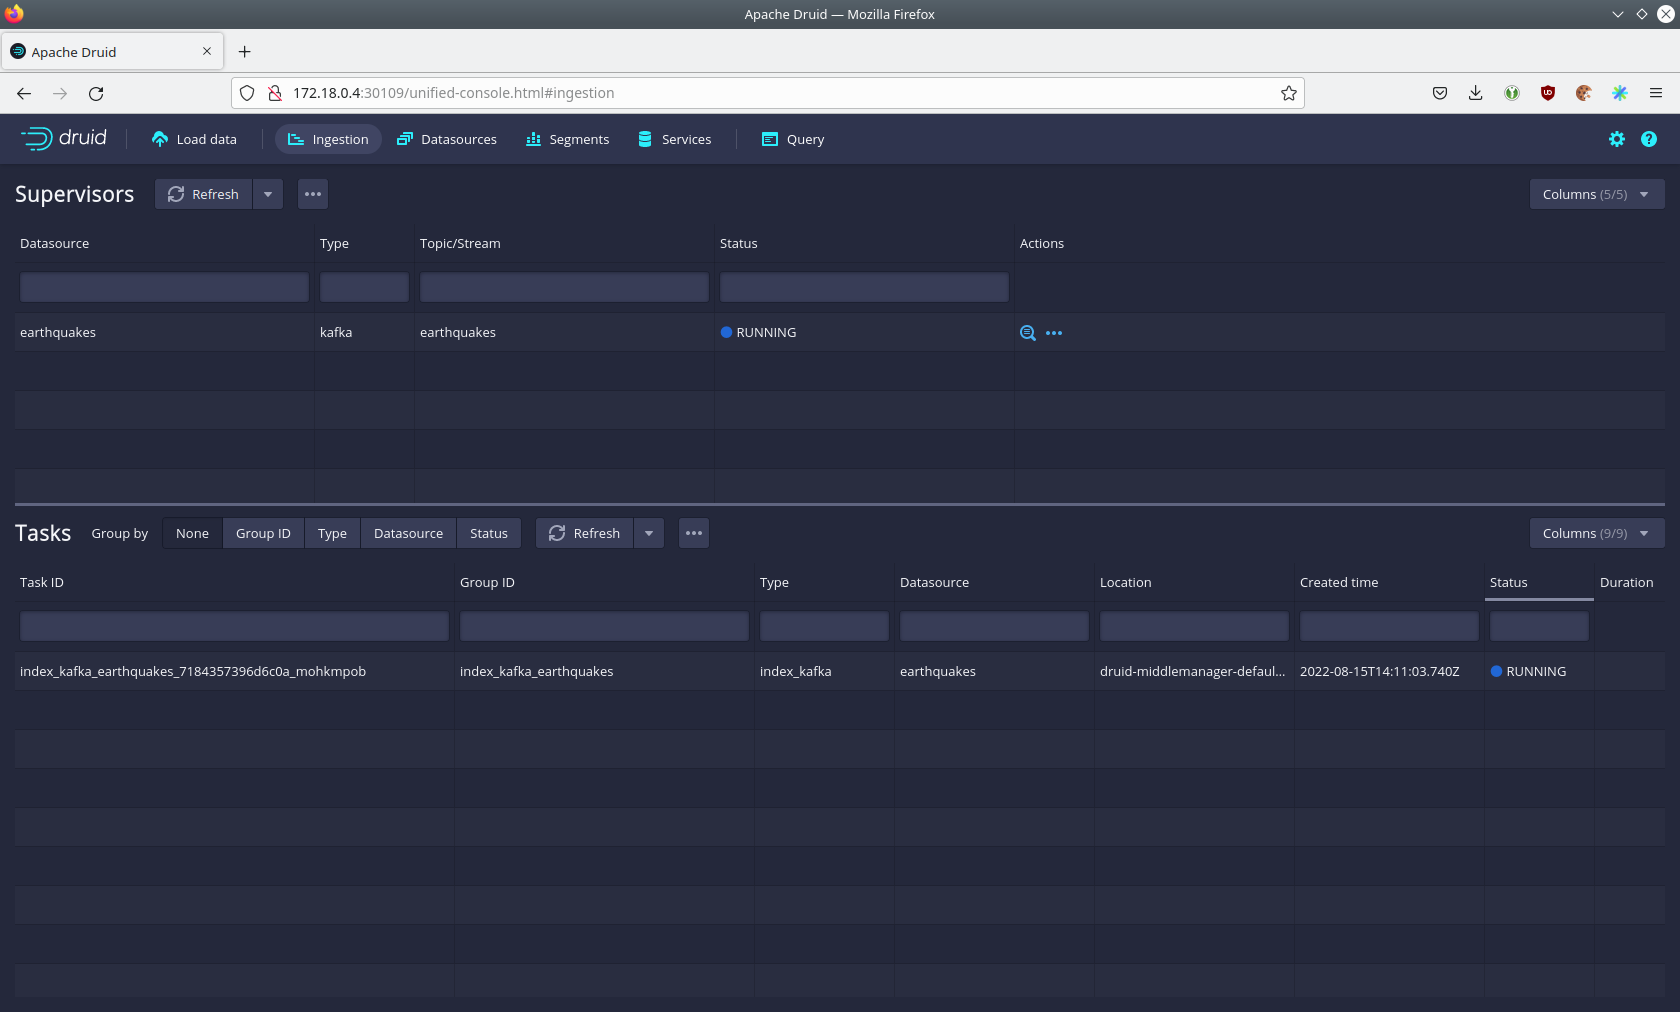 Apache Druid — Mozilla Firefox
Apache Druid
172.18.0.4:30109/unified-console.html#ingestion
druid Load data Ingestion Datasources Segments Services Query
Supervisors Refresh Columns (5/5)
Datasource Type Topic/Stream Status Actions
earthquakes kafka earthquakes RUNNING
Tasks Group by None Group ID Type Datasource Status Refresh Columns (9/9)
Task ID Group ID Type Datasource Location Created time Status Duration
index_kafka_earthquakes_7184357396d6c0a_mohkmpob index_kafka_earthquakes index_kafka earthquakes druid-middlemanager-defaul... 2022-08-15T14:11:03.740Z RUNNING